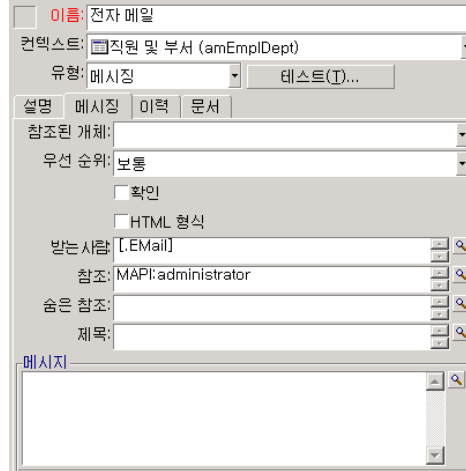 이름: 전자 메일
컨텍스트: 직원 및 부서 (amEmplDept)
유형: 메시징 테스트(T)...
설명 메시징 이력 문서
참조된 개체:
우선 순위: 보통
확인
HTML 형식
받는 사람: [.EMail]
참조: MAPI:administrator
숨은 참조:
제목:
메시지